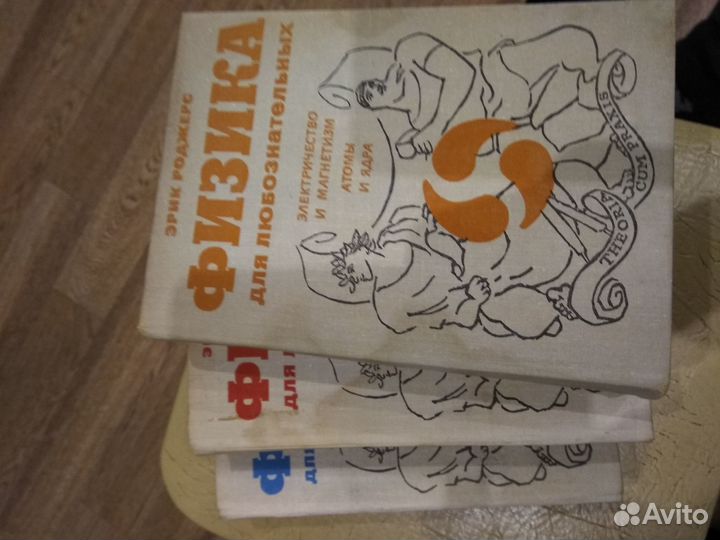 ЭРИК РОДЖЕРС
ФИЗИКА
ДЛЯ ЛЮБОЗНАТЕЛЬНЫХ
ЭЛЕКТРИЧЕСТВО
И МАГНЕТИЗМ
АТОМЫ
И ЯДРА
THEORIA
CUM PRAXIS
Avito